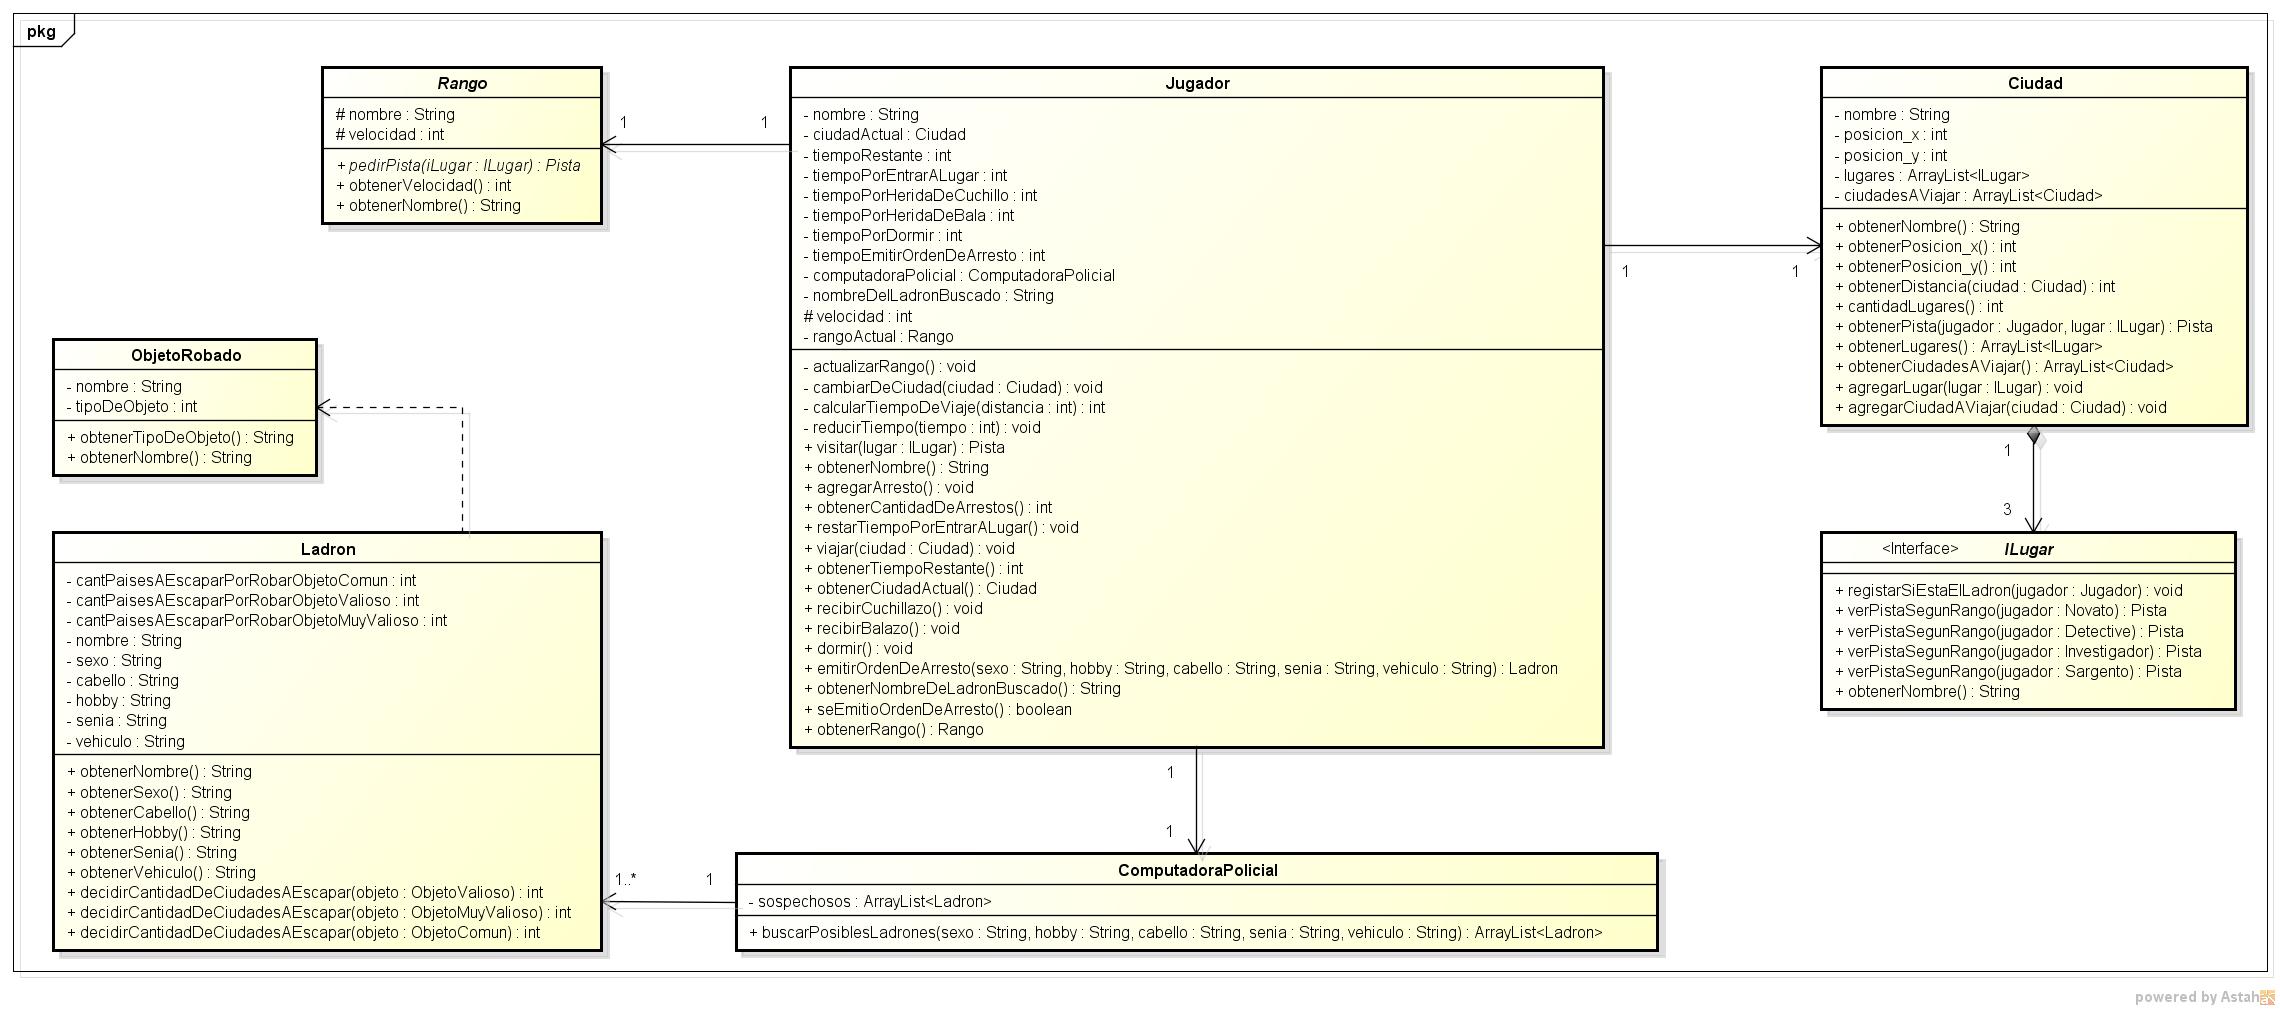 pkg
Rango
# nombre : String
# velocidad : int
+ pedirPista(iLugar : ILugar) : Pista
+ obtenerVelocidad() : int
+ obtenerNombre() : String
1
1
Jugador
- nombre : String
- ciudadActual : Ciudad
- tiempoRestante : int
- tiempoPorEntrarALugar : int
- tiempoPorHeridaDeCuchillo : int
- tiempoPorHeridaDeBala : int
- tiempoPorDormir : int
- tiempoEmitirOrdenDeArresto : int
- computadoraPolicial : ComputadoraPolicial
- nombreDelLadronBuscado : String
# velocidad : int
- rangoActual : Rango
- actualizarRango() : void
- cambiarDeCiudad(ciudad : Ciudad) : void
- calcularTiempoDeViaje(distancia : int) : int
- reducirTiempo(tiempo : int) : void
+ visitar(lugar : ILugar) : Pista
+ obtenerNombre() : String
+ agregarArresto() : void
+ obtenerCantidadDeArrestos() : int
+ restarTiempoPorEntrarALugar() : void
+ viajar(ciudad : Ciudad) : void
+ obtenerTiempoRestante() : int
+ obtenerCiudadActual() : Ciudad
+ recibirCuchillazo() : void
+ recibirBalazo() : void
+ dormir() : void
+ emitirOrdenDeArresto(sexo : String, hobby : String, cabello : String, senia : String, vehiculo : String) : Ladron
+ obtenerNombreDeLadronBuscado() : String
+ seEmitioOrdenDeArresto() : boolean
+ obtenerRango() : Rango
1
1
Ciudad
- nombre : String
- posicion_x : int
- posicion_y : int
- lugares : ArrayList<ILugar>
- ciudadesAViajar : ArrayList<Ciudad>
+ obtenerNombre() : String
+ obtenerPosicion_x() : int
+ obtenerPosicion_y() : int
+ obtenerDistancia(ciudad : Ciudad) : int
+ cantidadLugares() : int
+ obtenerPista(jugador : Jugador, lugar : ILugar) : Pista
+ obtenerLugares() : ArrayList<ILugar>
+ obtenerCiudadesAViajar() : ArrayList<Ciudad>
+ agregarLugar(lugar : ILugar) : void
+ agregarCiudadAViajar(ciudad : Ciudad) : void
1
3
<Interface> ILugar
+ registarSiEstaElLadron(jugador : Jugador) : void
+ verPistaSegunRango(jugador : Novato) : Pista
+ verPistaSegunRango(jugador : Detective) : Pista
+ verPistaSegunRango(jugador : Investigador) : Pista
+ verPistaSegunRango(jugador : Sargento) : Pista
+ obtenerNombre() : String
ObjetoRobado
- nombre : String
- tipoDeObjeto : int
+ obtenerTipoDeObjeto() : String
+ obtenerNombre() : String
Ladron
- cantPaisesAEscaparPorRobarObjetoComun : int
- cantPaisesAEscaparPorRobarObjetoValioso : int
- cantPaisesAEscaparPorRobarObjetoMuyValioso : int
- nombre : String
- sexo : String
- cabello : String
- hobby : String
- senia : String
- vehiculo : String
+ obtenerNombre() : String
+ obtenerSexo() : String
+ obtenerCabello() : String
+ obtenerHobby() : String
+ obtenerSenia() : String
+ obtenerVehiculo() : String
+ decidirCantidadDeCiudadesAEscapar(objeto : ObjetoValioso) : int
+ decidirCantidadDeCiudadesAEscapar(objeto : ObjetoMuyValioso) : int
+ decidirCantidadDeCiudadesAEscapar(objeto : ObjetoComun) : int
1
1
1..*
1
ComputadoraPolicial
- sospechosos : ArrayList<Ladron>
+ buscarPosiblesLadrones(sexo : String, hobby : String, cabello : String, senia : String, vehiculo : String) : ArrayList<Ladron>
powered by Astah